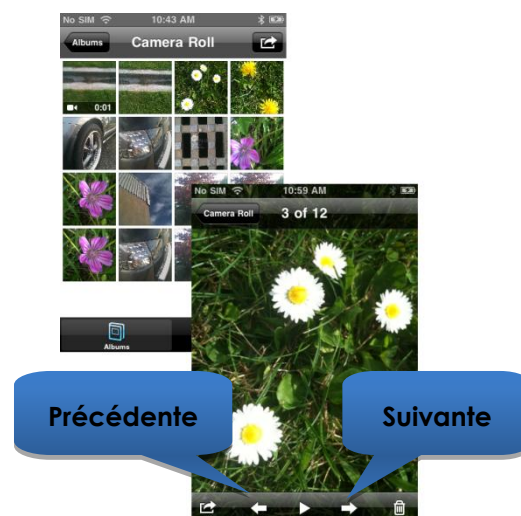 No SIM 10:43 AM
Albums Camera Roll
0:01
Albums
No SIM 10:59 AM
Camera Roll 3 of 12
Précédente
Suivante